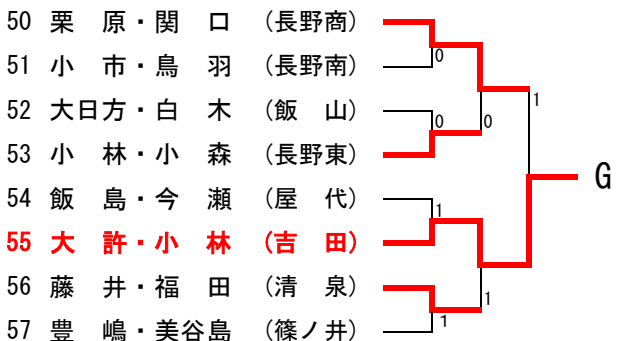 50 栗　原・関　口 （長野商）
0
51 小　市・鳥　羽 （長野南）
1
52 大日方・白　木 （飯　山）
0 0
53 小　林・小　森 （長野東）
G
54 飯　島・今　瀬 （屋　代）
1
55 大　許・小　林 （吉　田）
56 藤　井・福　田 （清　泉）
1
1
57 豊　嶋・美谷島 （篠ノ井）